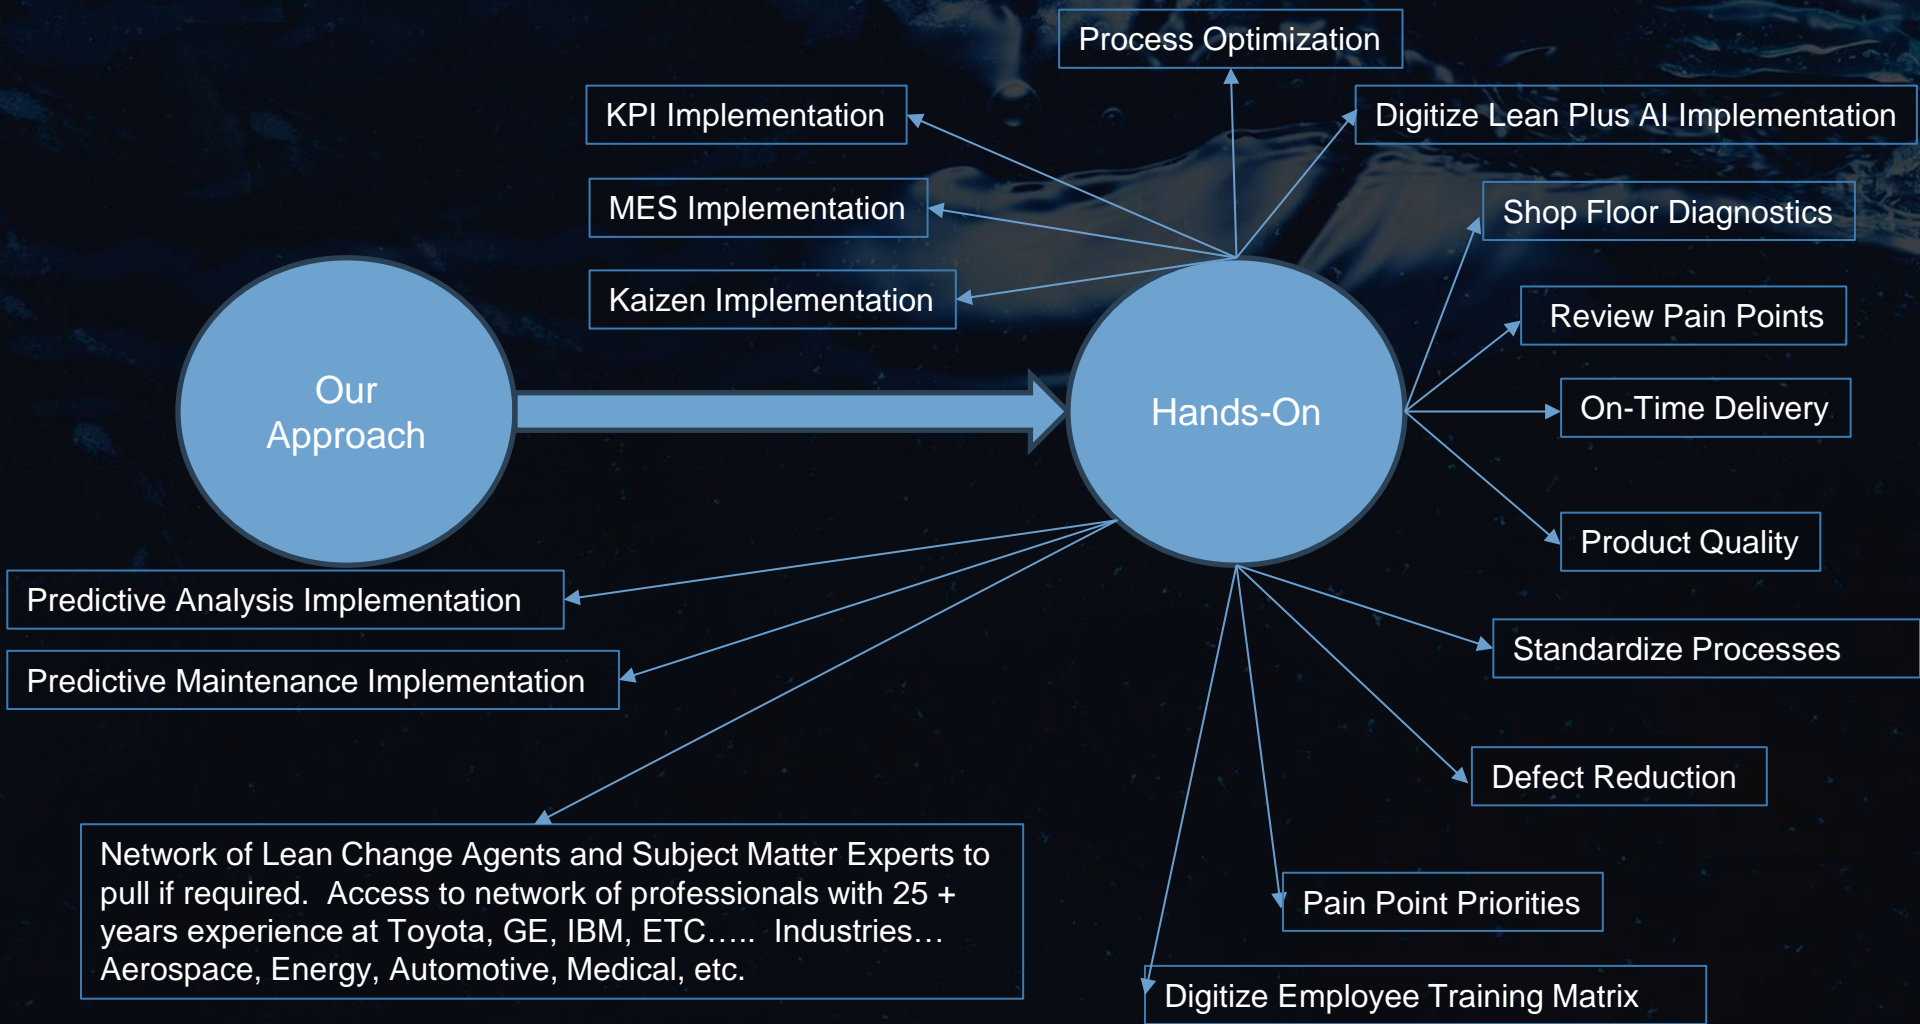 Process Optimization
KPI Implementation
Digitize Lean Plus AI Implementation
MES Implementation
Shop Floor Diagnostics
Kaizen Implementation
Review Pain Points
Our
Approach
Hands-On
On-Time Delivery
Product Quality
Predictive Analysis Implementation
Standardize Processes
Predictive Maintenance Implementation
Defect Reduction
Network of Lean Change Agents and Subject Matter Experts to
pull if required.  Access to network of professionals with 25 +
years experience at Toyota, GE, IBM, ETC.....  Industries...
Aerospace, Energy, Automotive, Medical, etc.
Pain Point Priorities
Digitize Employee Training Matrix